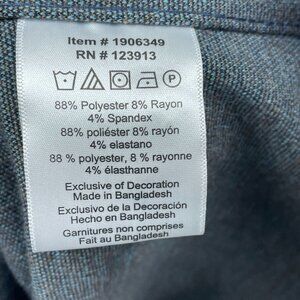 Item # 1906349
RN # 123913
P
88% Polyester 8% Rayon
4% Spandex
88% poliéster 8% rayón
4% elastano
88 % polyester, 8 % rayonne
4% élasthanne
Exclusive of Decoration
Made in Bangladesh
Exclusivo de la Decoración
Hecho en Bangladesh
Garnitures non comprises
Fait au Bangladesh